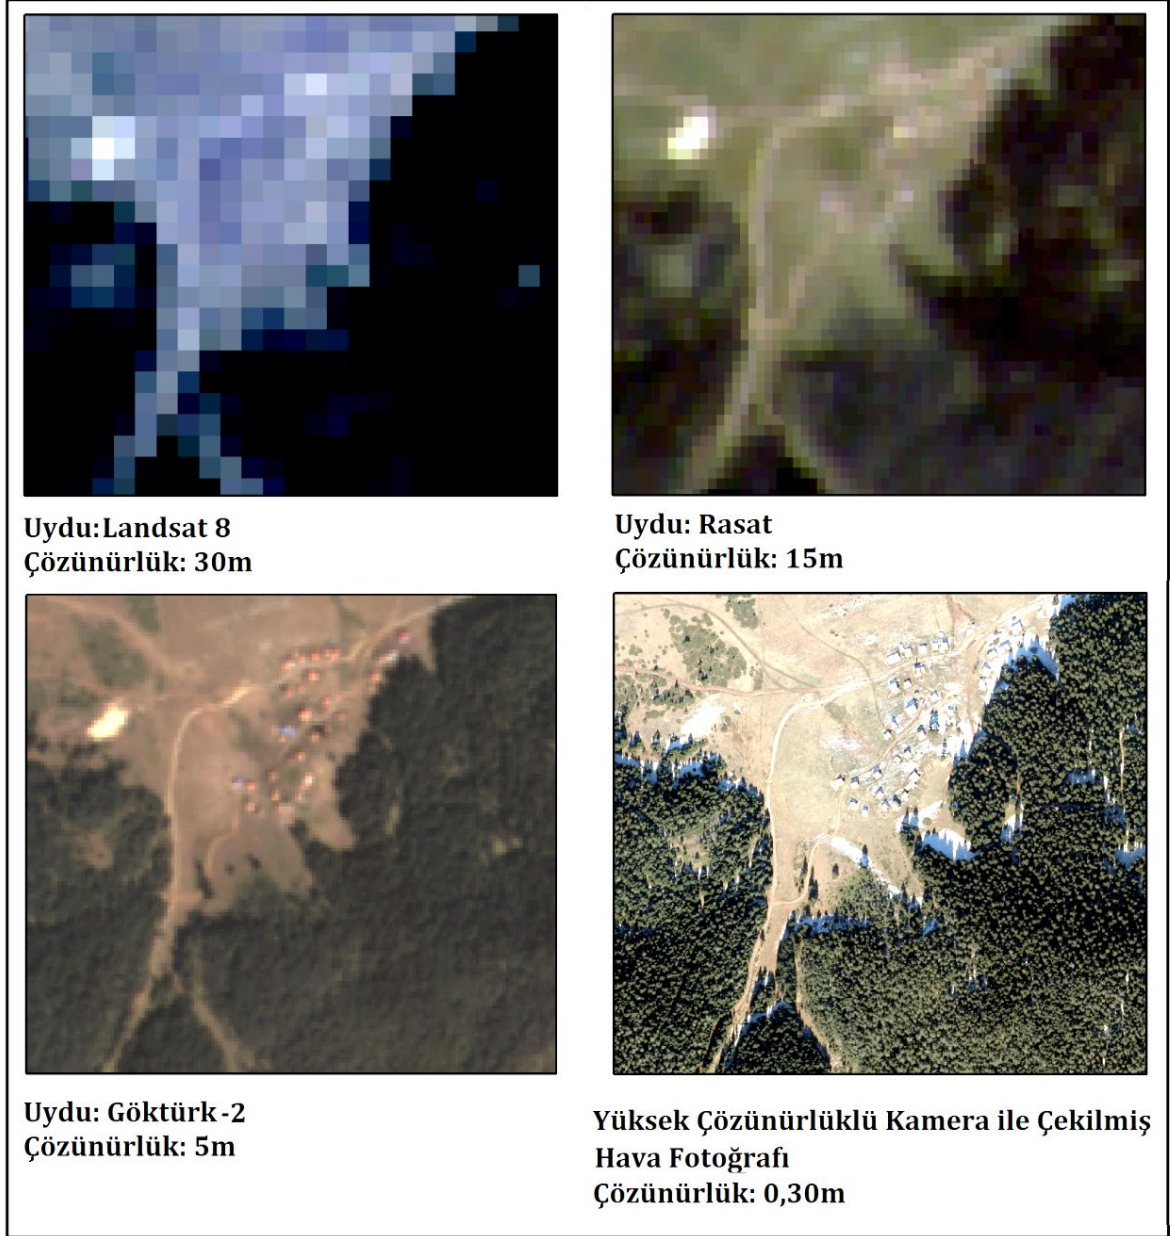 Uydu:Landsat 8
Çözünürlük: 30m
Uydu: Rasat
Çözünürlük: 15m
Uydu: Göktürk-2
Çözünürlük: 5m
Yüksek Çözünürlüklü Kamera ile Çekilmiş
Hava Fotoğrafı
Çözünürlük: 0,30m